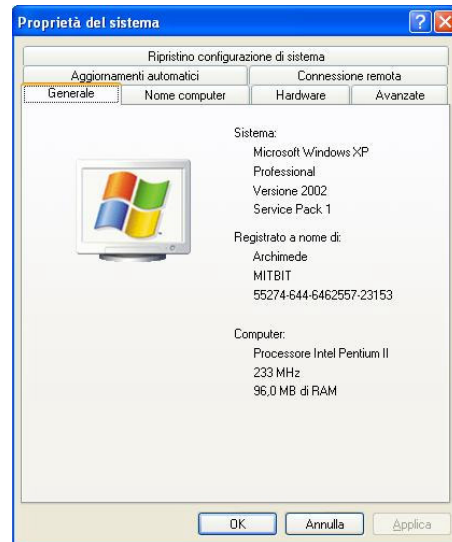 Proprietà del sistema
Ripristino configurazione di sistema
Aggiornamenti automatici
Connessione remota
Generale
Nome computer
Hardware
Avanzate
Sistema:
Microsoft Windows XP
Professional
Versione 2002
Service Pack 1
Registrato a nome di:
Archimede
MITBIT
55274-644-6462557-23153
Computer:
Processore Intel Pentium II
233 MHz
96,0 MB di RAM
OK
Annulla
Applica